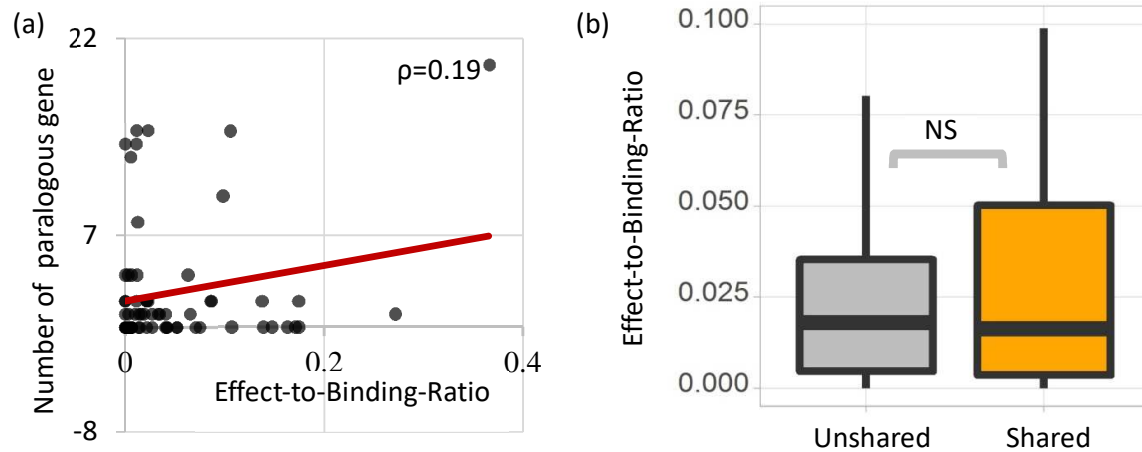 (a)
22
7
-8
Number of paralogous gene
ρ=0.19
0
0.2
0.4
Effect-to-Binding-Ratio
(b)
0.100
0.075
0.050
0.025
0.000
Effect-to-Binding-Ratio
NS
Unshared
Shared